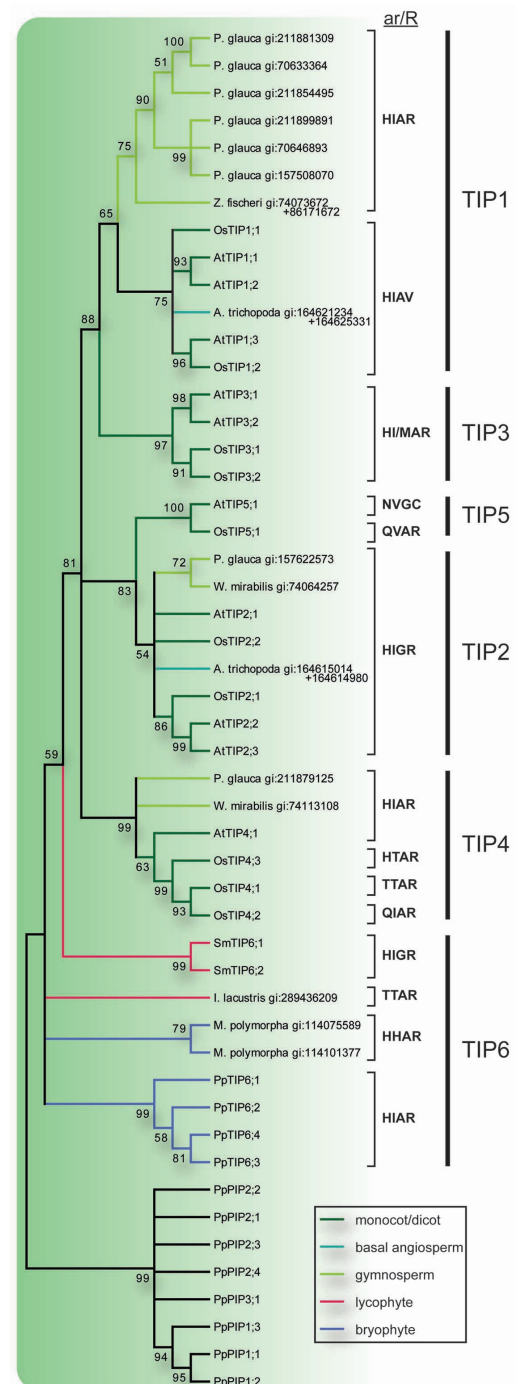 ar/R
P. glauca gi:211881309
100
P. glauca gi:70633364
51
P. glauca gi:211854495
90
HIAR
P. glauca gi:211899891
P. glauca gi:70646893
75
99
P. glauca gi:157508070
TIP1
Z. fischeri gi:74073672
+86171672
65
OsTIP1;1
AtTIP1;1
93
AtTIP1;2
HIAV
75
A. trichopoda gi:164621234
+164625331
88
AtTIP1;3
96
OsTIP1;2
AtTIP3;1
98
AtTIP3;2
HI/MAR
TIP3
97
OsTIP3;1
91
OsTIP3;2
AtTIP5;1
NVGC
100
TIP5
OsTIP5;1
QVAR
P. glauca gi:157622573
72
81
83
W. mirabilis gi:74064257
AtTIP2;1
OsTIP2;2
HIGR
TIP2
54
A. trichopoda gi:164615014
+164614980
OsTIP2;1
86
AtTIP2;2
99
AtTIP2;3
59
P. glauca gi:211879125
W. mirabilis gi:74113108
HIAR
99
AtTIP4;1
TIP4
63
OsTIP4;3
HTAR
99
OsTIP4;1
TTAR
93
OsTIP4;2
QIAR
SmTIP6;1
HIGR
99
SmTIP6;2
I. lacustris gi:289436209
TTAR
M. polymorpha gi:114075589
79
HHAR
TIP6
M. polymorpha gi:114101377
PpTIP6;1
99
PpTIP6;2
HIAR
58
PpTIP6;4
81
PpTIP6;3
PpPIP2;2
PpPIP2;1
PpPIP2;3
PpPIP2;4
99
PpPIP3;1
PpPIP1;3
94
PpPIP1;1
95
PpPIP1;2
monocot/dicot
basal angiosperm
gymnosperm
lycophyte
bryophyte